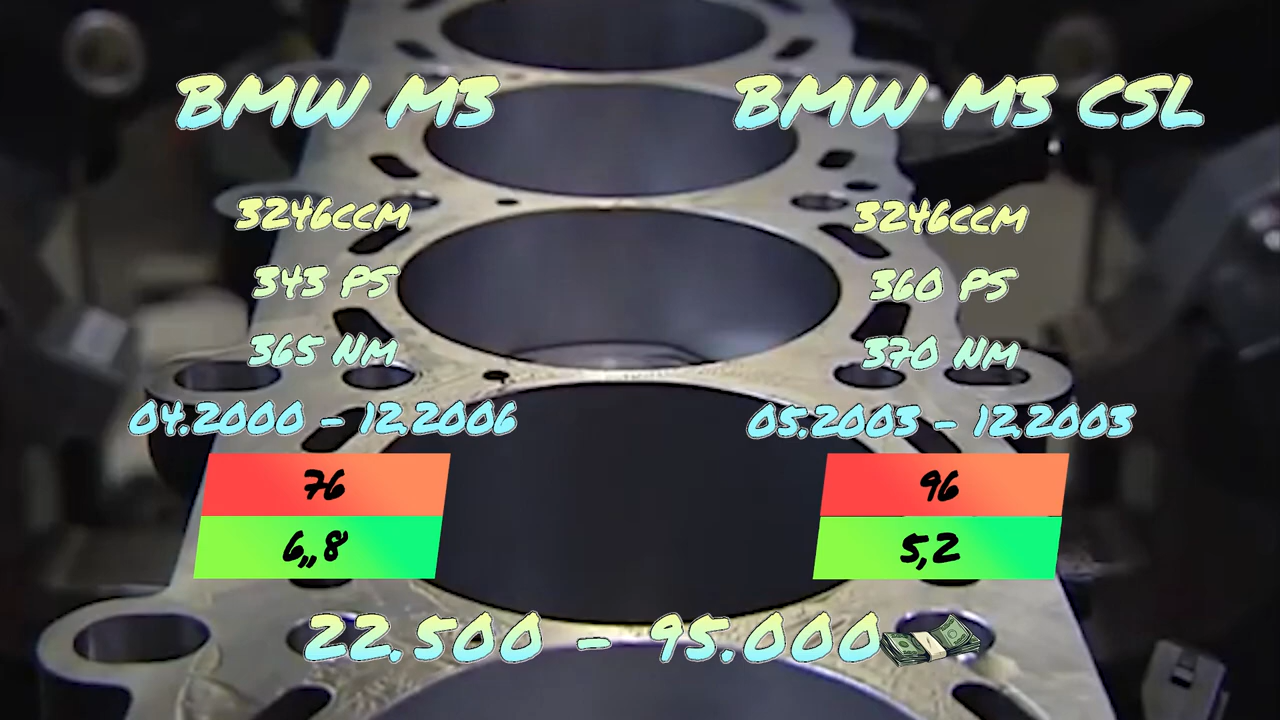 BMW M3
BMW M3 CSL
3246ccm
3246ccm
343 PS
360 PS
365 Nm
370 Nm
04.2000 - 12.2006
05.2003 - 12.2003
76
96
6,,8
5,2
22.500 - 95.000